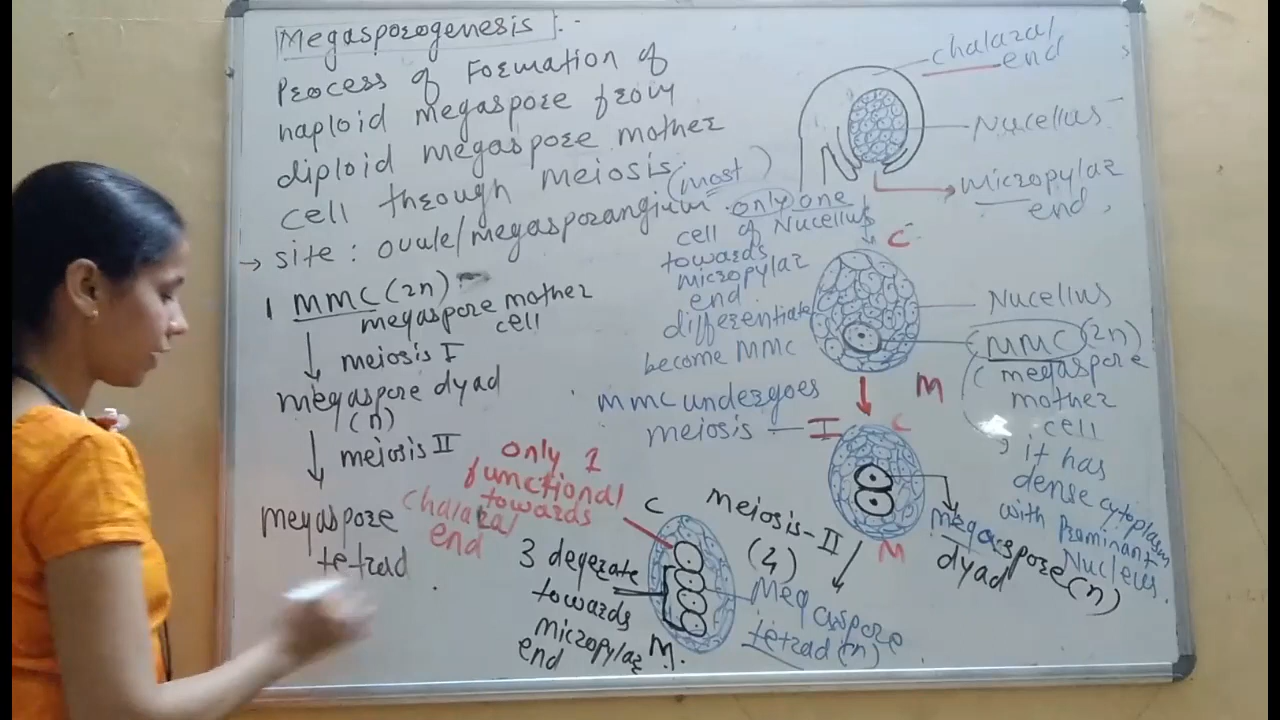 Megasporogenesis :-
Process of Formation of
haploid megaspore from
diploid megaspore mother
cell through meiosis.
→ site : ovule/megasporangium
1 MMC (2n)
megaspore mother
cell
meiosis I
megaspore dyad
(n)
meiosis II
megaspore
tetrad
chalazal
end
Nucellus
micropylar
end
(most)
only one
cell of Nucellus
towards
micropylar
end
differentiate
become MMC
C
Nucellus
MMC (2n)
(megaspore
mother
cell
it has
dense cytoplasm
with Prominant
Nucleus.
M
MMC undergoes
meiosis - I
C
M
Megaspore (n)
dyad
meiosis-II
(4)
Megaspore
tetrad (n)
only 1
functional
towards
chalazal
end
C
3 degerate
towards
micropylar
end
M.